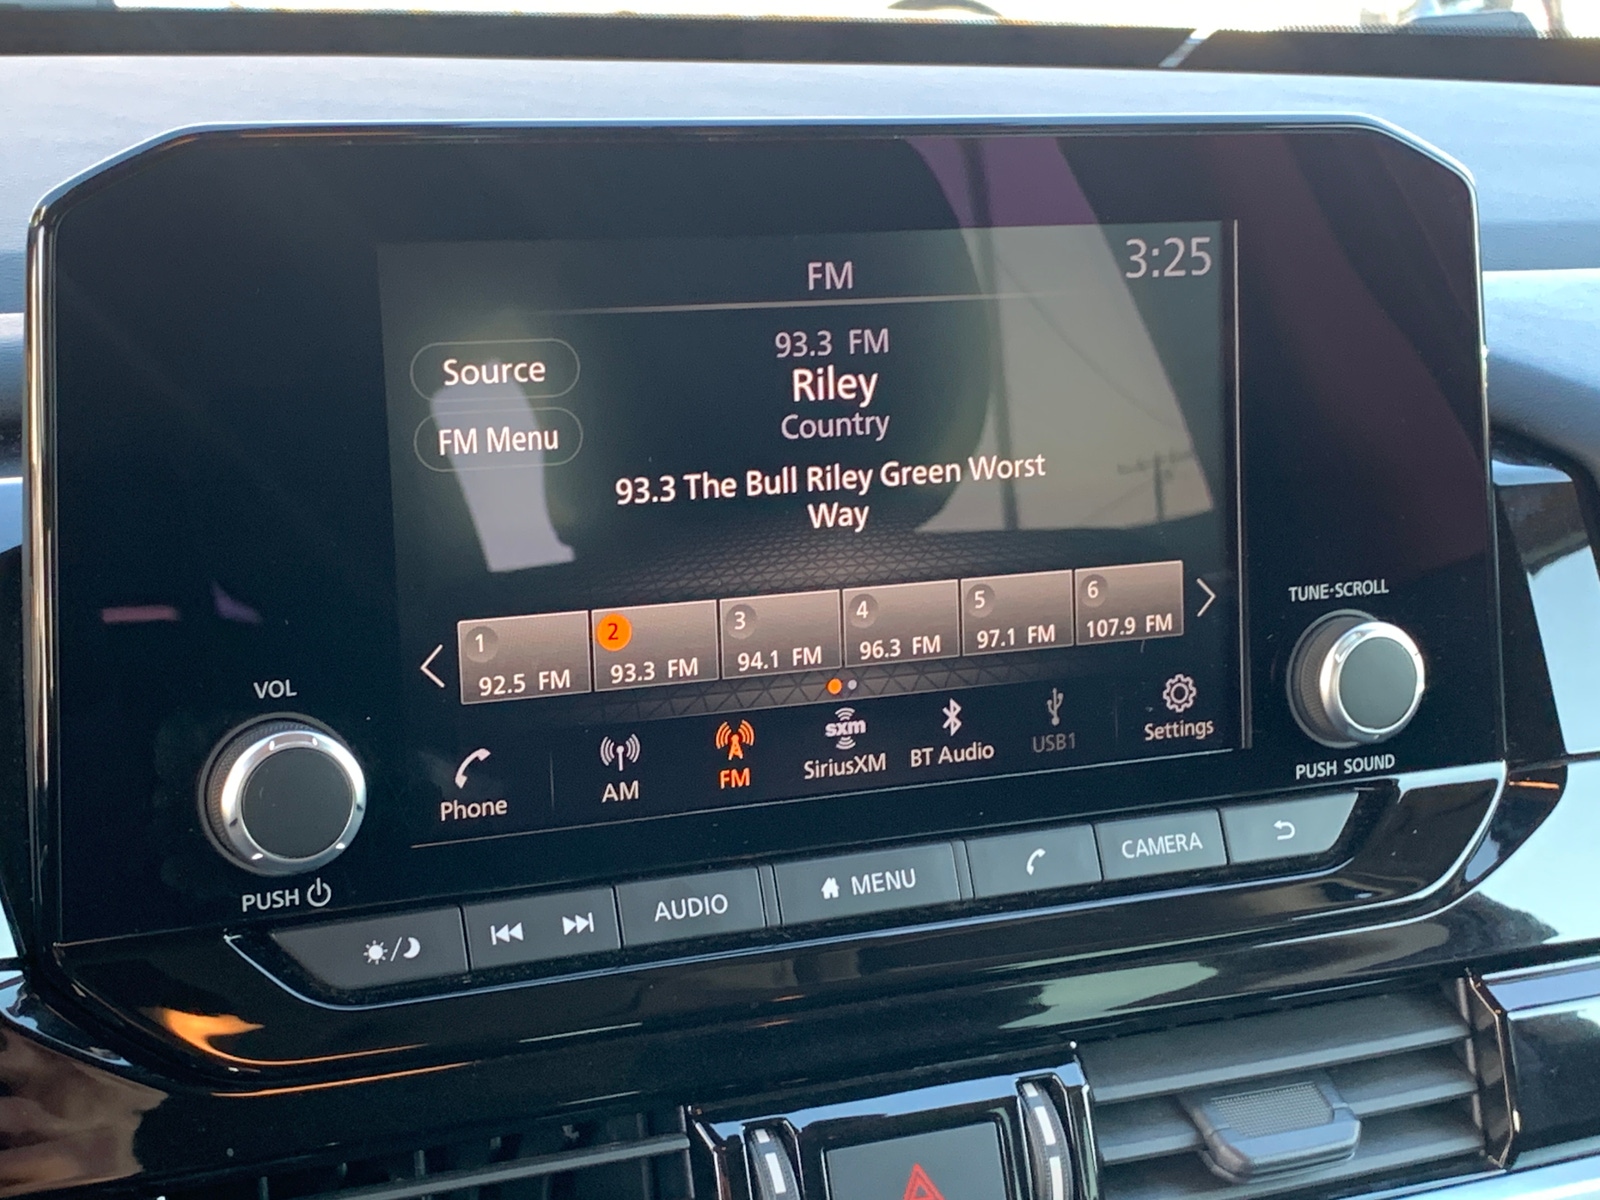 FM
3:25
Source
FM Menu
93.3 FM
Riley
Country
93.3 The Bull Riley Green Worst
Way
1
92.5 FM
2
93.3 FM
3
94.1 FM
4
96.3 FM
5
97.1 FM
6
107.9 FM
Phone
AM
FM
sxm
SiriusXM
BT Audio
USB1
Settings
VOL
PUSH
TUNE·SCROLL
PUSH SOUND
AUDIO
MENU
CAMERA